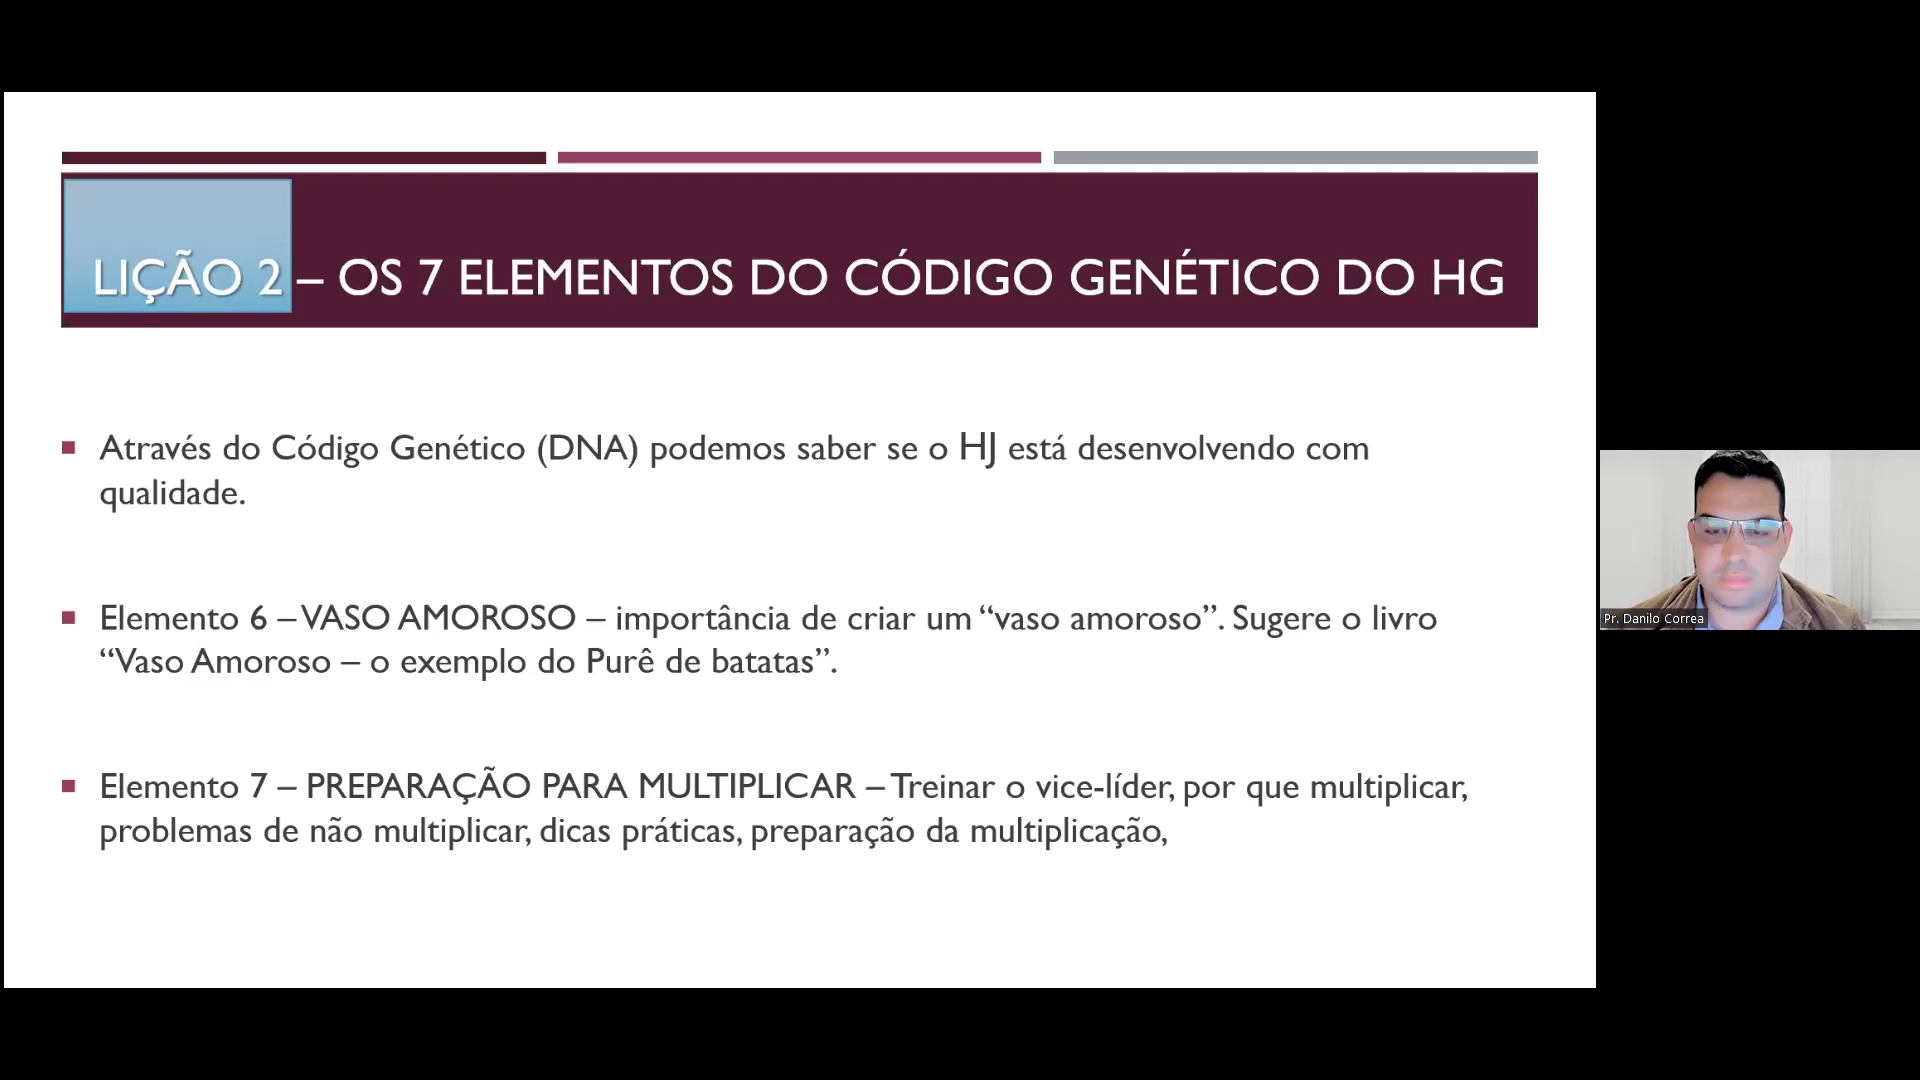 LIÇÃO 2 – OS 7 ELEMENTOS DO CÓDIGO GENÉTICO DO HG
Através do Código Genético (DNA) podemos saber se o HJ está desenvolvendo com
qualidade.
Elemento 6 – VASO AMOROSO – importância de criar um “vaso amoroso”. Sugere o livro
“Vaso Amoroso – o exemplo do Purê de batatas”.
Elemento 7 – PREPARAÇÃO PARA MULTIPLICAR – Treinar o vice-líder, por que multiplicar,
problemas de não multiplicar, dicas práticas, preparação da multiplicação,
Pr. Danilo Correa